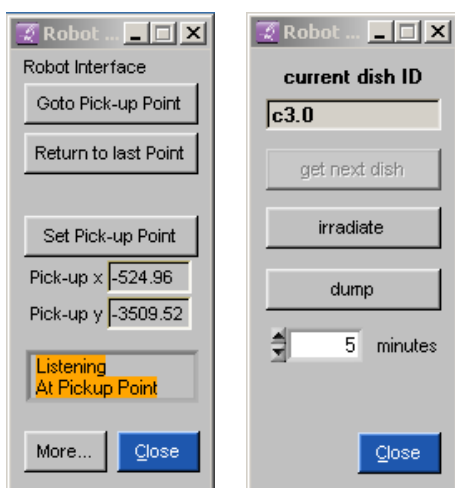 Robot ...
Robot Interface
Goto Pick-up Point
Return to last Point
Set Pick-up Point
Pick-up x -524.96
Pick-up y -3509.52
Listening
At Pickup Point
More... Close
Robot ...
current dish ID
c3.0
get next dish
irradiate
dump
5 minutes
Close